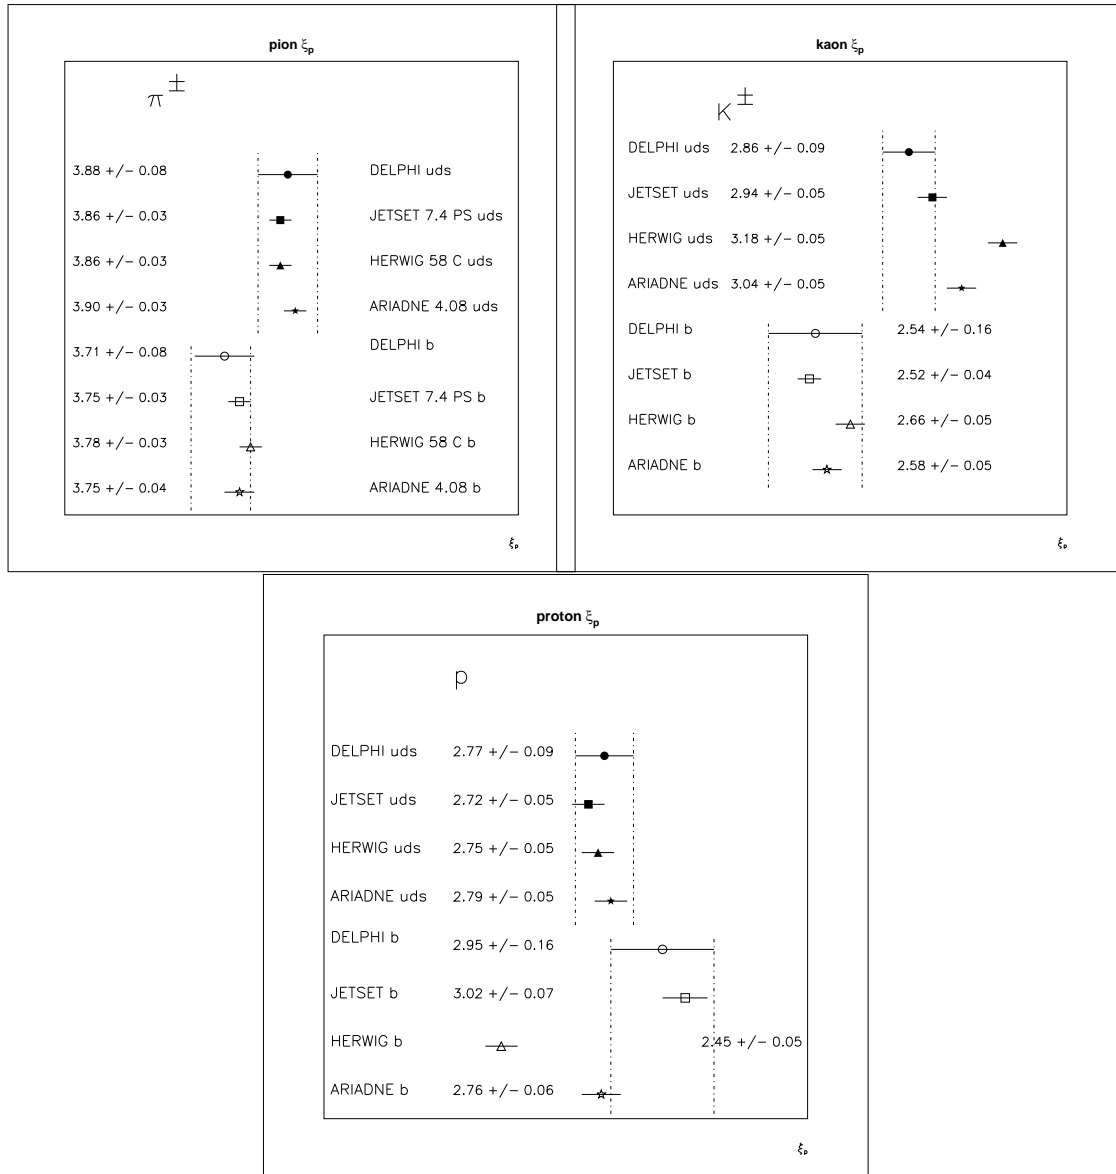 pion ξp
π ±
3.88 +/− 0.08 DELPHI uds
3.86 +/− 0.03 JETSET 7.4 PS uds
3.86 +/− 0.03 HERWIG 58 C uds
3.90 +/− 0.03 ARIADNE 4.08 uds
3.71 +/− 0.08 DELPHI b
3.75 +/− 0.03 JETSET 7.4 PS b
3.78 +/− 0.03 HERWIG 58 C b
3.75 +/− 0.04 ARIADNE 4.08 b
ξp
kaon ξp
K ±
DELPHI uds 2.86 +/− 0.09
JETSET uds 2.94 +/− 0.05
HERWIG uds 3.18 +/− 0.05
ARIADNE uds 3.04 +/− 0.05
DELPHI b 2.54 +/− 0.16
JETSET b 2.52 +/− 0.04
HERWIG b 2.66 +/− 0.05
ARIADNE b 2.58 +/− 0.05
ξp
proton ξp
p
DELPHI uds 2.77 +/− 0.09
JETSET uds 2.72 +/− 0.05
HERWIG uds 2.75 +/− 0.05
ARIADNE uds 2.79 +/− 0.05
DELPHI b 2.95 +/− 0.16
JETSET b 3.02 +/− 0.07
HERWIG b 2.45 +/− 0.05
ARIADNE b 2.76 +/− 0.06
ξp